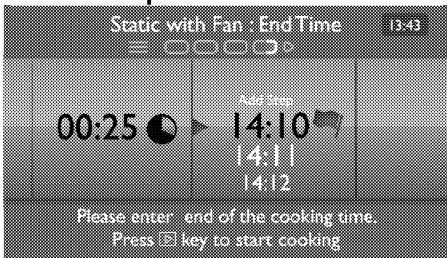 Static with Fan : End Time
13:43
Add Step
00:25
14:10
14:11
14:12
Please enter end of the cooking time.
Press key to start cooking